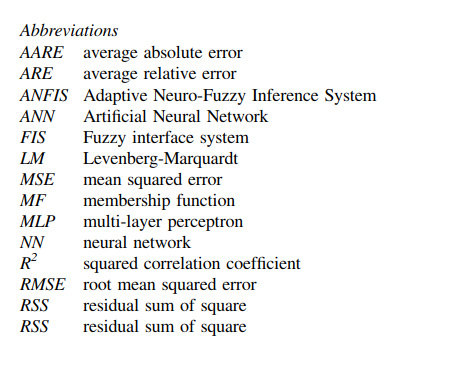 Abbreviations
AARE average absolute error
ARE average relative error
ANFIS Adaptive Neuro-Fuzzy Inference System
ANN Artificial Neural Network
FIS Fuzzy interface system
LM Levenberg-Marquardt
MSE mean squared error
MF membership function
MLP multi-layer perceptron
NN neural network
R² squared correlation coefficient
RMSE root mean squared error
RSS residual sum of square
RSS residual sum of square